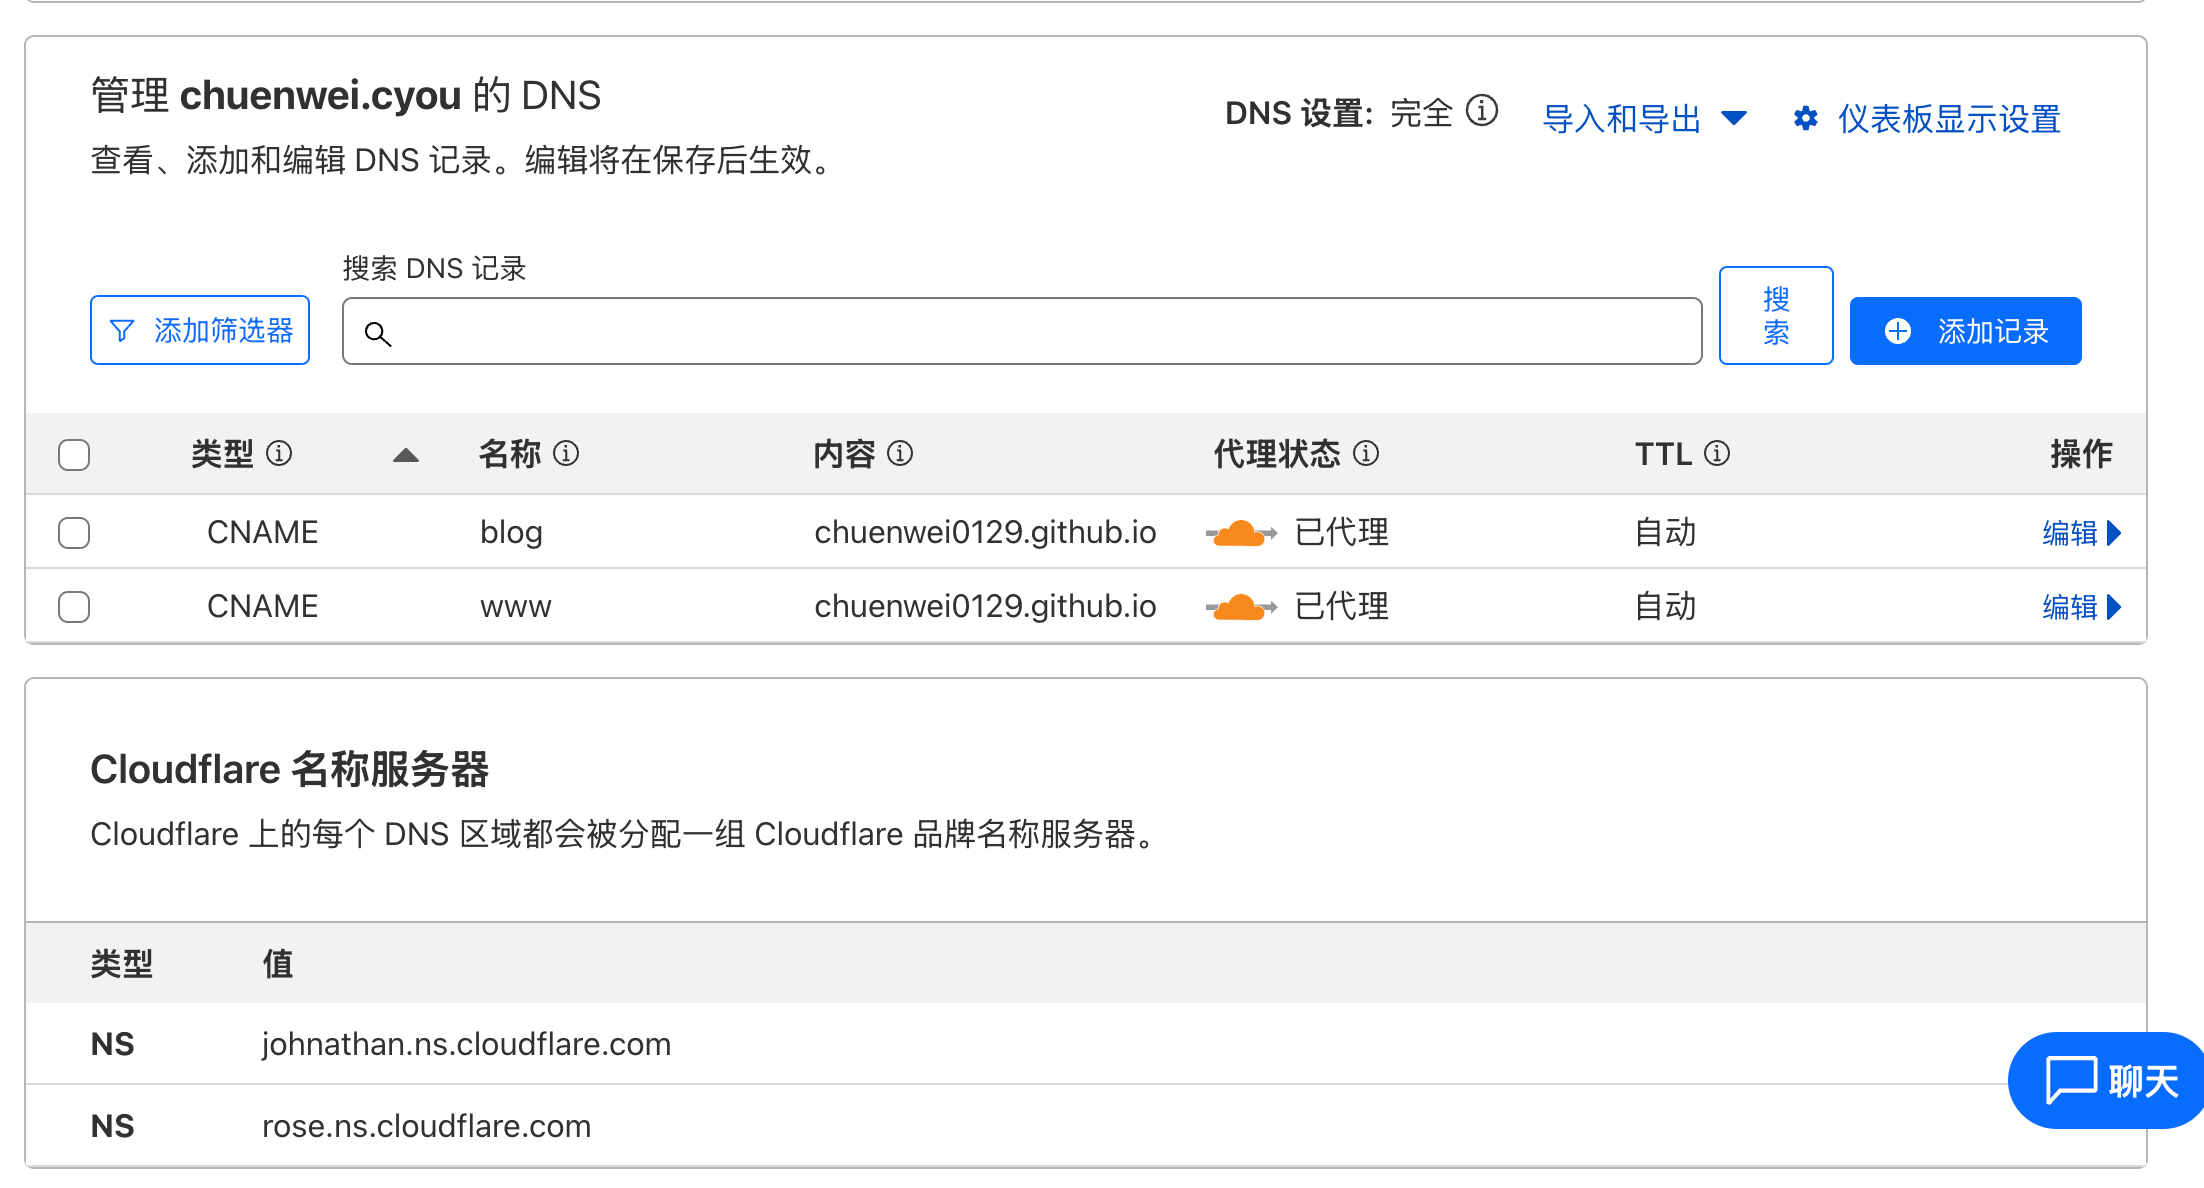 管理 chuenwei.cyou 的 DNS
DNS 设置: 完全 导入和导出 仪表板显示设置
查看、添加和编辑 DNS 记录。编辑将在保存后生效。
搜索 DNS 记录
添加筛选器 搜索 添加记录
类型 名称 内容 代理状态 TTL 操作
CNAME blog chuenwei0129.github.io 已代理 自动 编辑
CNAME www chuenwei0129.github.io 已代理 自动 编辑
Cloudflare 名称服务器
Cloudflare 上的每个 DNS 区域都会被分配一组 Cloudflare 品牌名称服务器。
类型 值
NS johnathan.ns.cloudflare.com
聊天
NS rose.ns.cloudflare.com